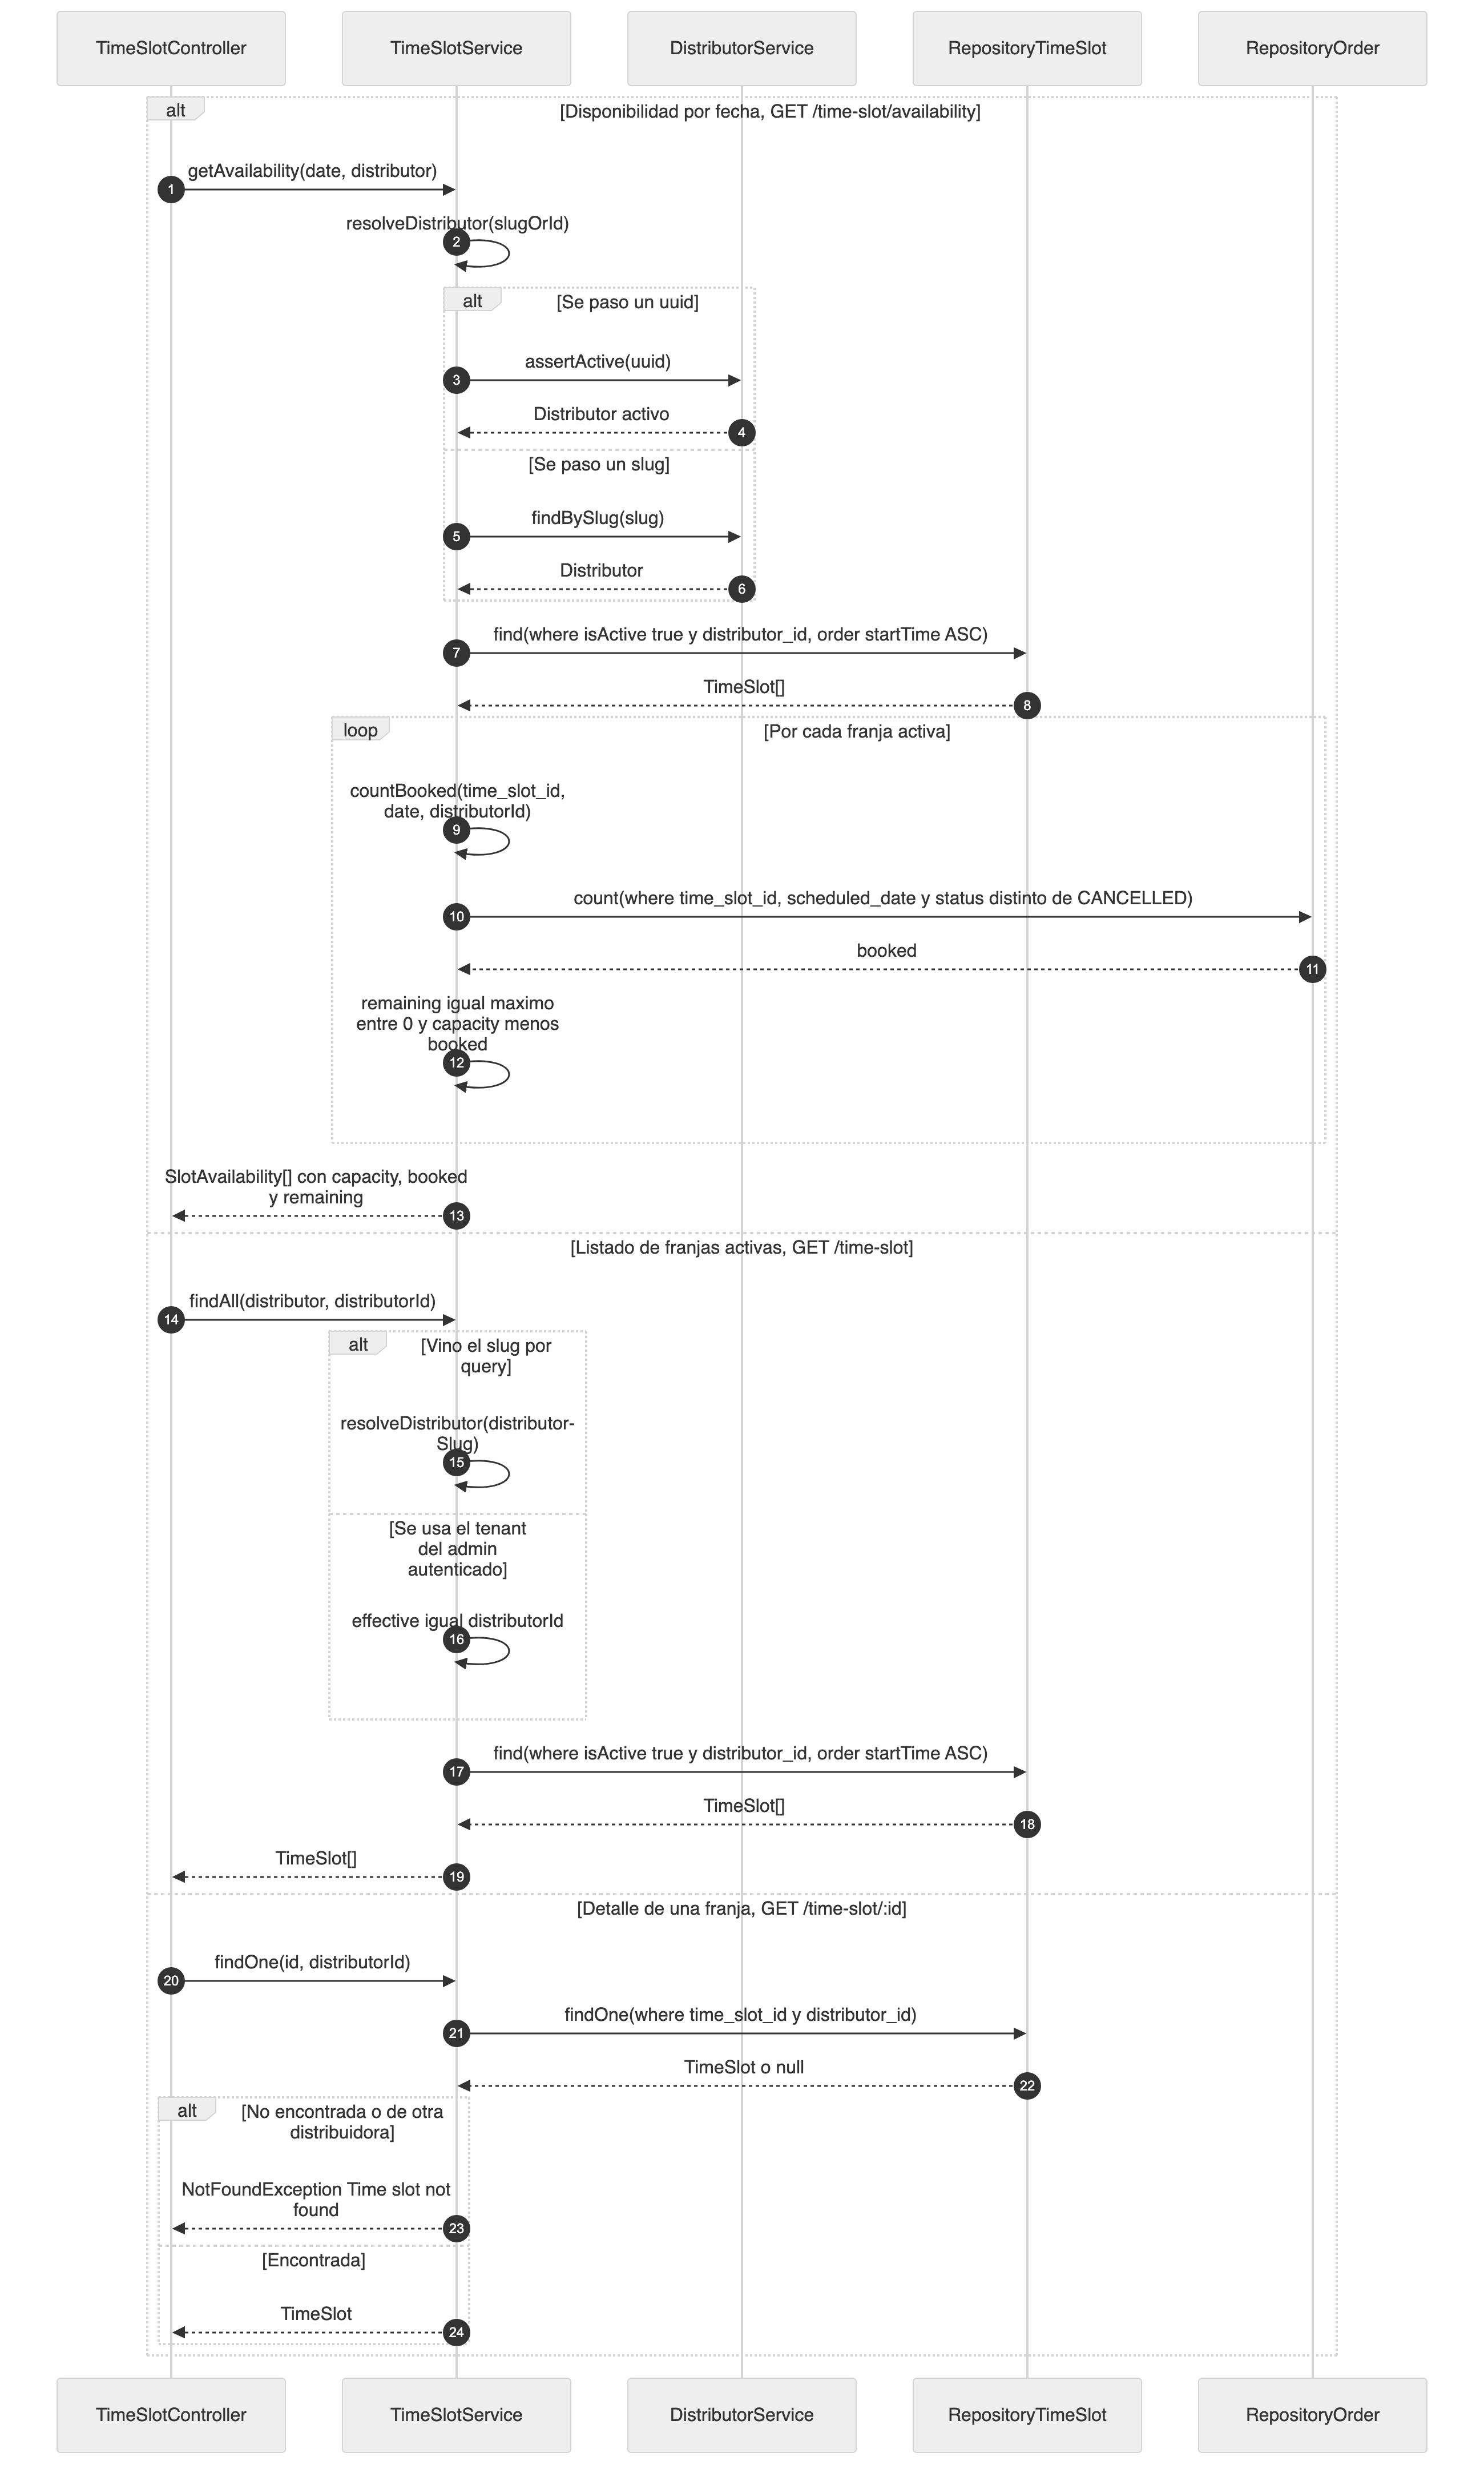 TimeSlotController
TimeSlotService
DistributorService
RepositoryTimeSlot
RepositoryOrder
alt
[Disponibilidad por fecha, GET /time-slot/availability]
getAvailability(date, distributor)
1
resolveDistributor(slugOrId)
2
alt
[Se paso un uuid]
assertActive(uuid)
3
Distributor activo
4
[Se paso un slug]
findBySlug(slug)
5
Distributor
6
find(where isActive true y distributor_id, order startTime ASC)
7
TimeSlot[]
8
loop
[Por cada franja activa]
countBooked(time_slot_id,
date, distributorId)
9
count(where time_slot_id, scheduled_date y status distinto de CANCELLED)
10
booked
11
remaining igual maximo
entre 0 y capacity menos
booked
12
SlotAvailability[] con capacity, booked
y remaining
13
[Listado de franjas activas, GET /time-slot]
findAll(distributor, distributorId)
14
alt
[Vino el slug por
query]
resolveDistributor(distributor-
Slug)
15
[Se usa el tenant
del admin
autenticado]
effective igual distributorId
16
find(where isActive true y distributor_id, order startTime ASC)
17
TimeSlot[]
18
TimeSlot[]
19
[Detalle de una franja, GET /time-slot/:id]
findOne(id, distributorId)
20
findOne(where time_slot_id y distributor_id)
21
TimeSlot o null
22
alt
[No encontrada o de otra
distribuidora]
NotFoundException Time slot not
found
23
[Encontrada]
TimeSlot
24
TimeSlotController
TimeSlotService
DistributorService
RepositoryTimeSlot
RepositoryOrder